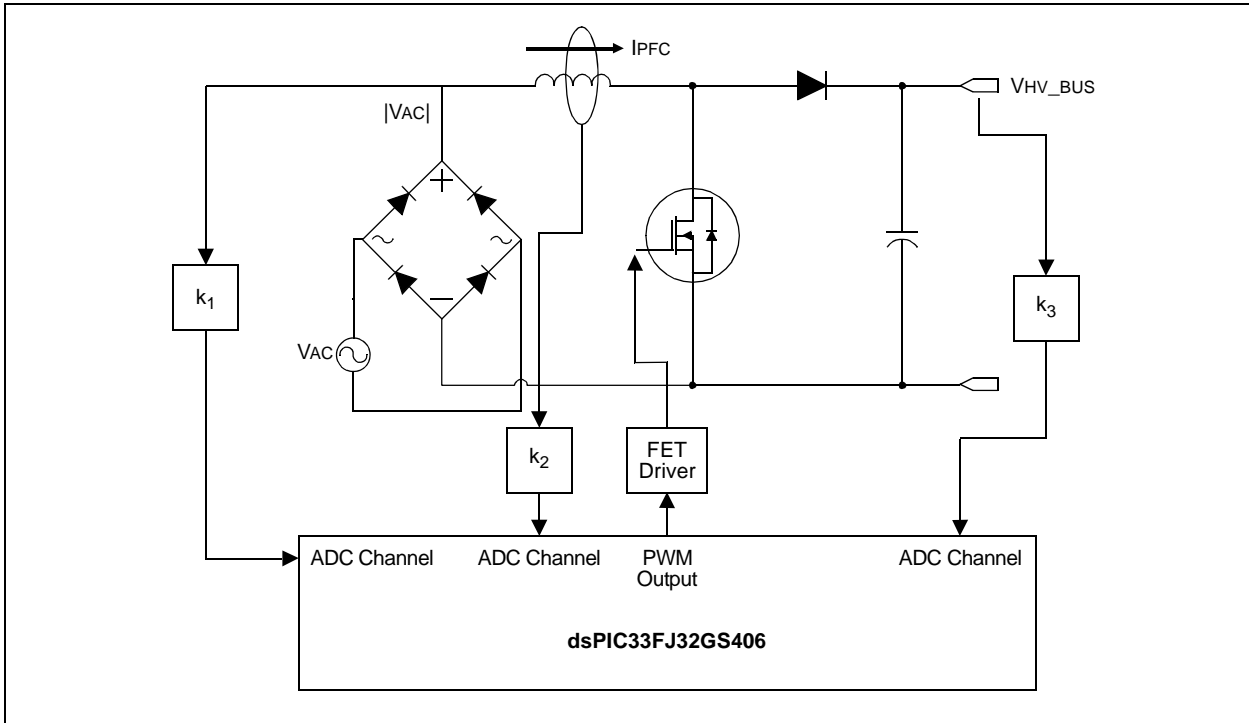 IPFC
VHV_BUS
|VAC|
k1
k3
VAC
k2
FET
Driver
ADC Channel
ADC Channel
PWM
Output
ADC Channel
dsPIC33FJ32GS406